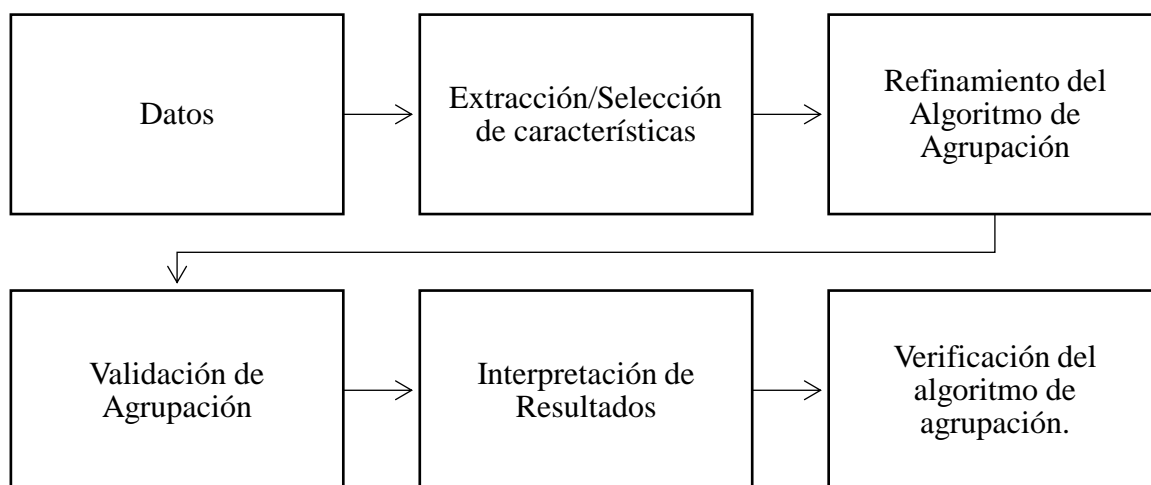 Datos
Extracción/Selección
de características
Refinamiento del
Algoritmo de
Agrupación
Validación de
Agrupación
Interpretación de
Resultados
Verificación del
algoritmo de
agrupación.